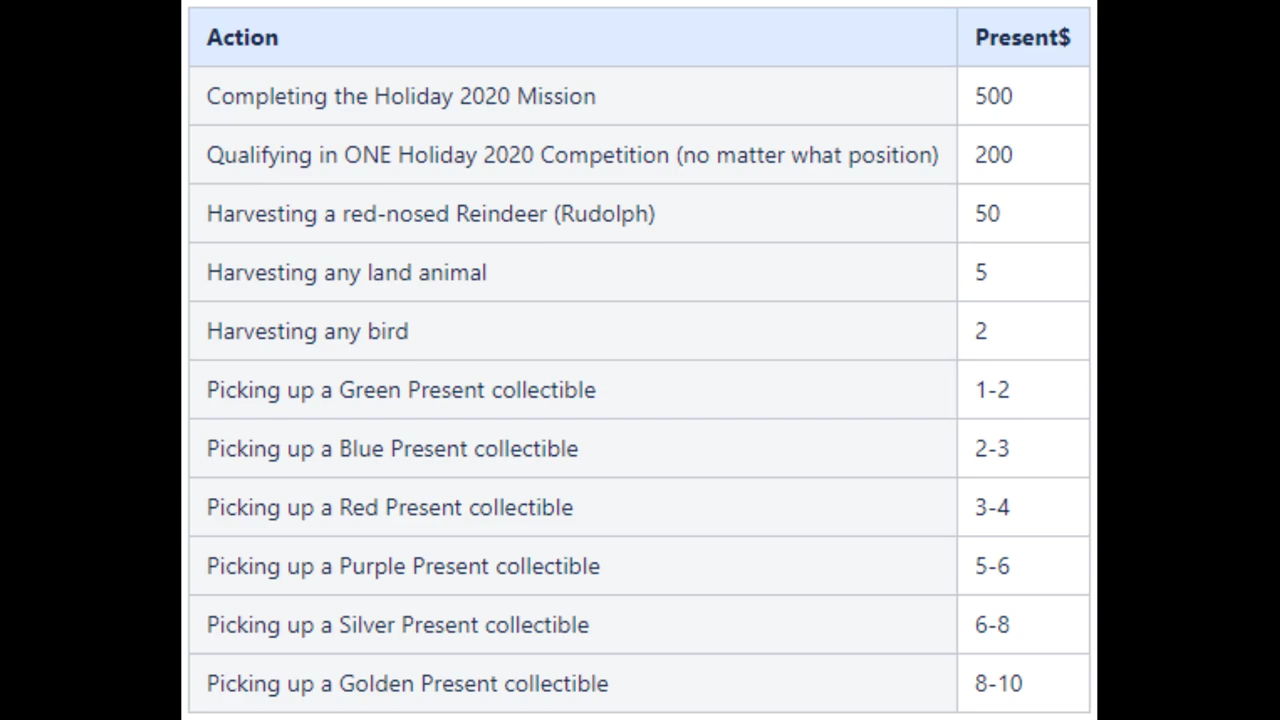 Action Present$
Completing the Holiday 2020 Mission 500
Qualifying in ONE Holiday 2020 Competition (no matter what position) 200
Harvesting a red-nosed Reindeer (Rudolph) 50
Harvesting any land animal 5
Harvesting any bird 2
Picking up a Green Present collectible 1-2
Picking up a Blue Present collectible 2-3
Picking up a Red Present collectible 3-4
Picking up a Purple Present collectible 5-6
Picking up a Silver Present collectible 6-8
Picking up a Golden Present collectible 8-10